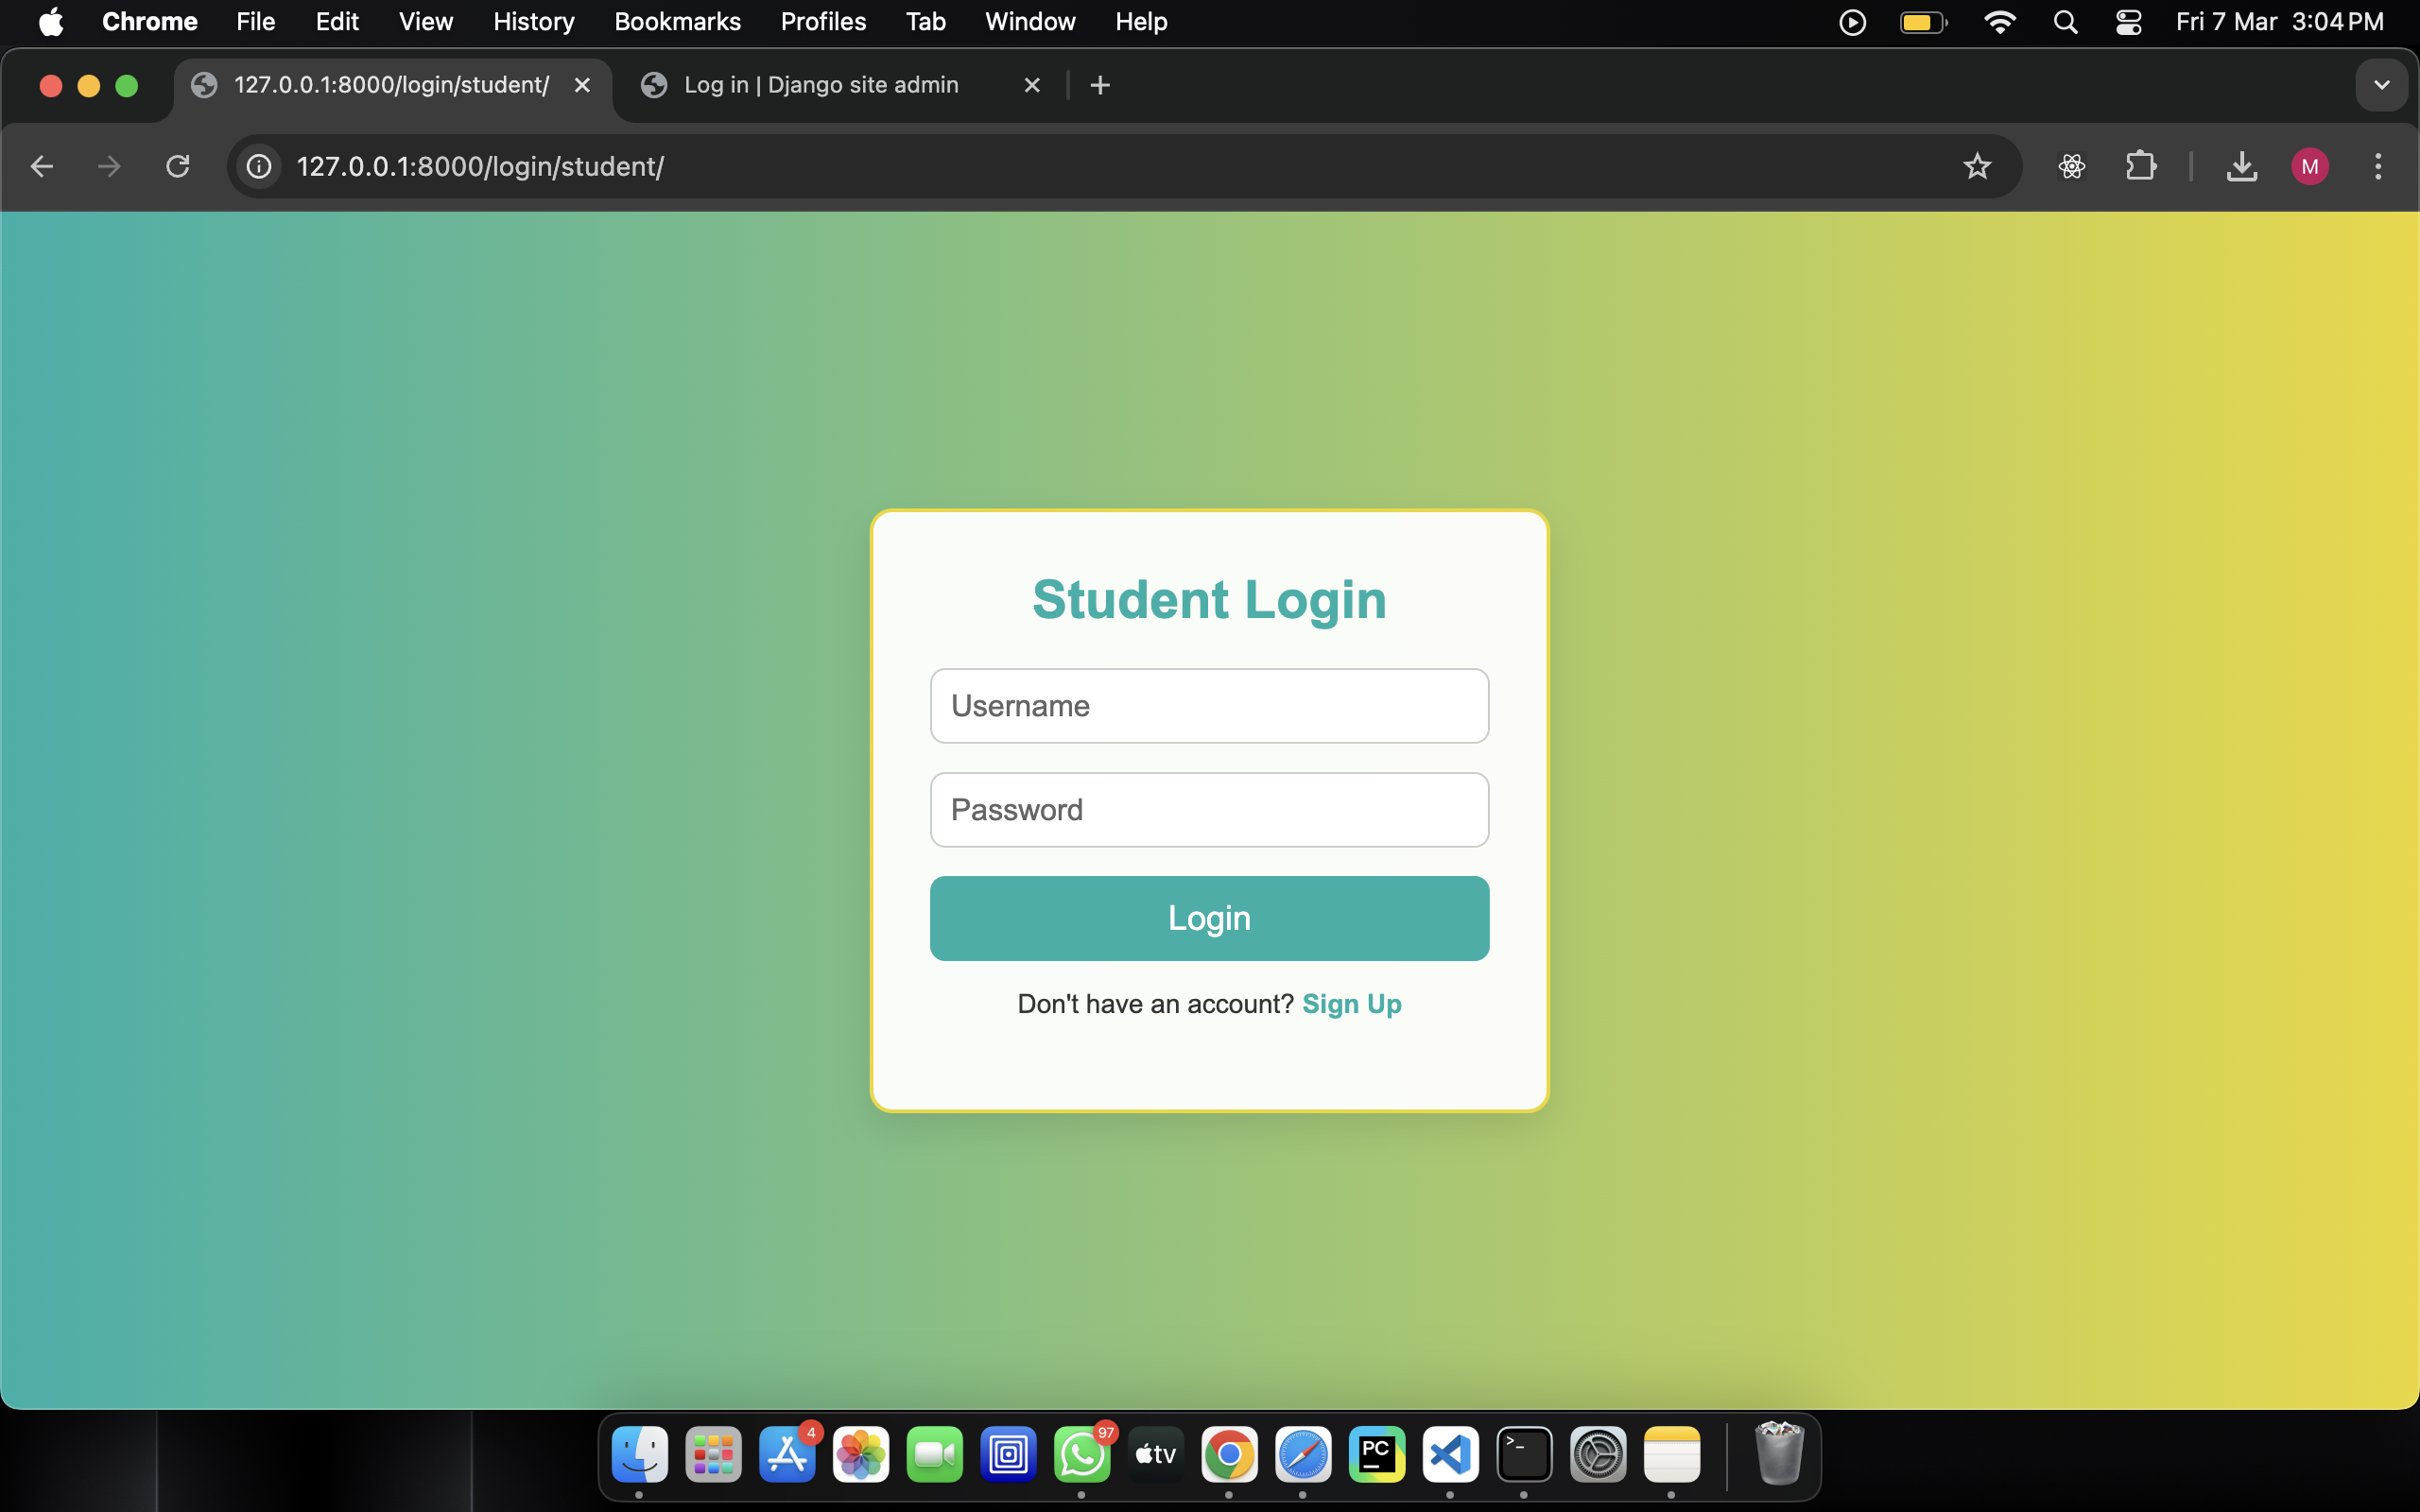 Chrome File Edit View History Bookmarks Profiles Tab Window Help Fri 7 Mar 3:04 PM
127.0.0.1:8000/login/student/ Log in | Django site admin
127.0.0.1:8000/login/student/ M
Student Login
Username
Password
Login
Don't have an account? Sign Up
4 97
tv PC >_